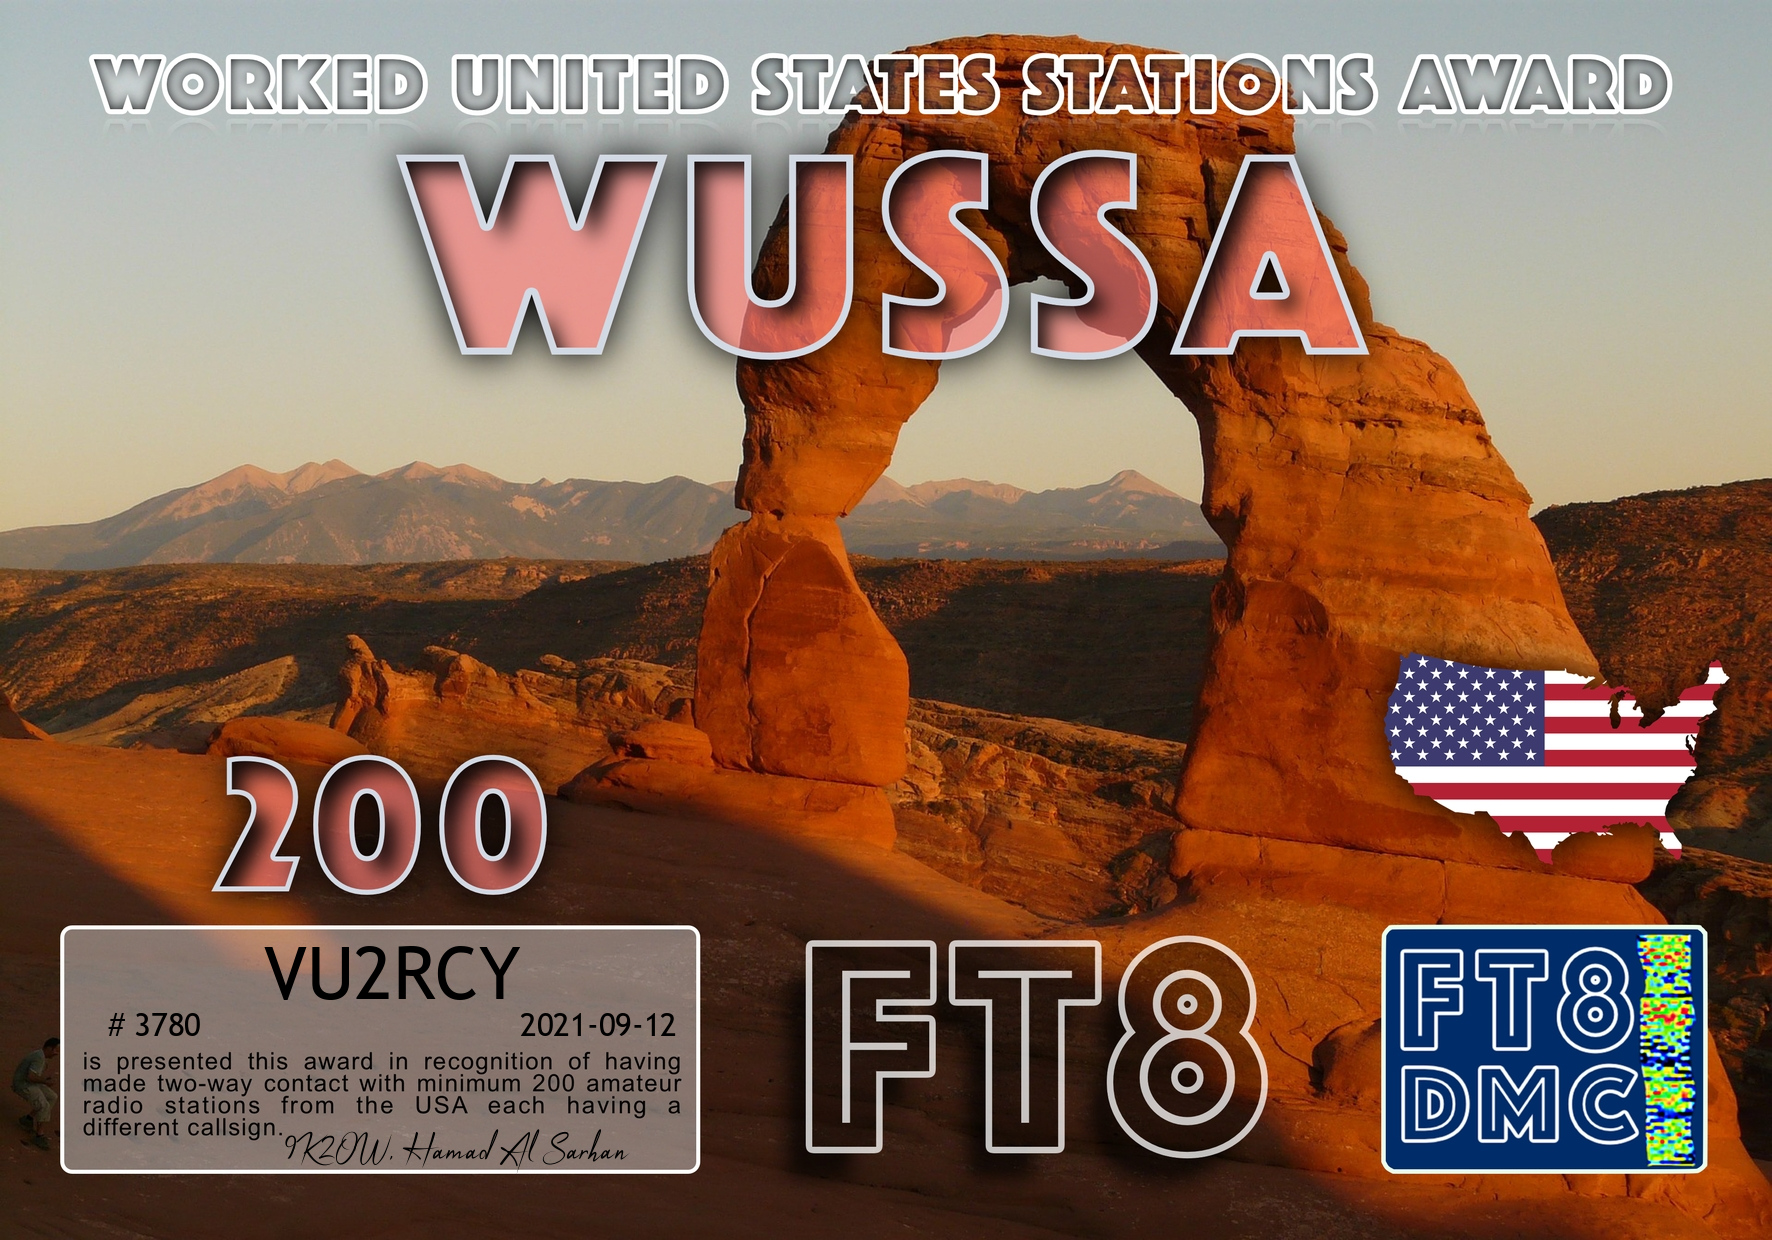 WORKED UNITED STATES STATIONS AWARD
WUSSA
200
VU2RCY
# 3780 2021-09-12
is presented this award in recognition of having
made two-way contact with minimum 200 amateur
radio stations from the USA each having a
different callsign.
9K2OW, Hamad Al Sarhan
FT8
FT8
DMC